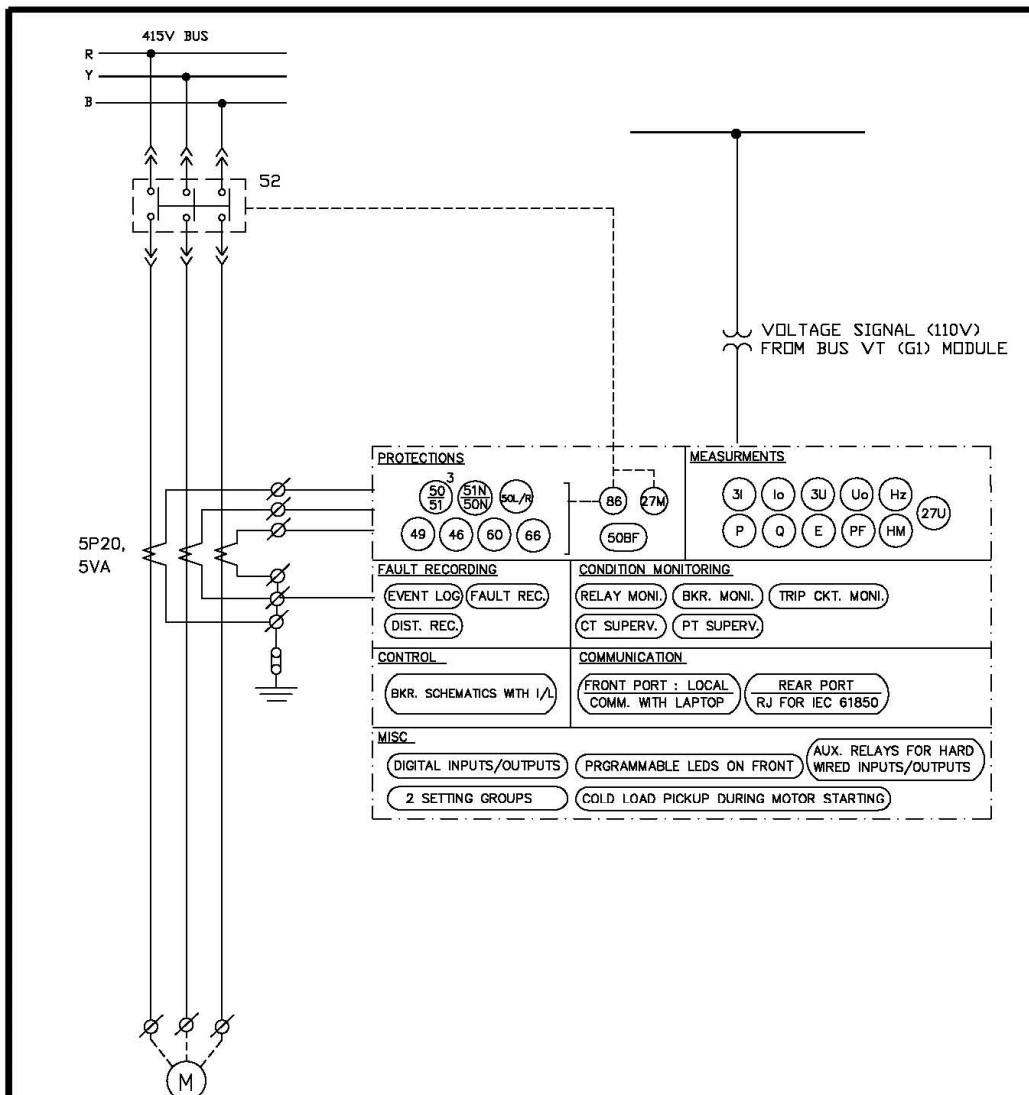 415V BUS
R
Y
B
52
VOLTAGE SIGNAL (110V)
FROM BUS VT (G1) MODULE
5P20,
5VA
PROTECTIONS
3
50
51
51N
50N
50L/R
49 46 60 66
86 27M
50BF
MEASURMENTS
3I Io 3U Uo Hz
27U
P Q E PF HM
FAULT RECORDING
EVENT LOG FAULT REC.
DIST. REC.
CONDITION MONITORING
RELAY MONI. BKR. MONI. TRIP CKT. MONI.
CT SUPERV. PT SUPERV.
CONTROL
BKR. SCHEMATICS WITH I/L
COMMUNICATION
FRONT PORT : LOCAL
COMM. WITH LAPTOP
REAR PORT
RJ FOR IEC 61850
MISC
DIGITAL INPUTS/OUTPUTS PRGRAMMABLE LEDS ON FRONT
AUX. RELAYS FOR HARD
WIRED INPUTS/OUTPUTS
2 SETTING GROUPS COLD LOAD PICKUP DURING MOTOR STARTING
M